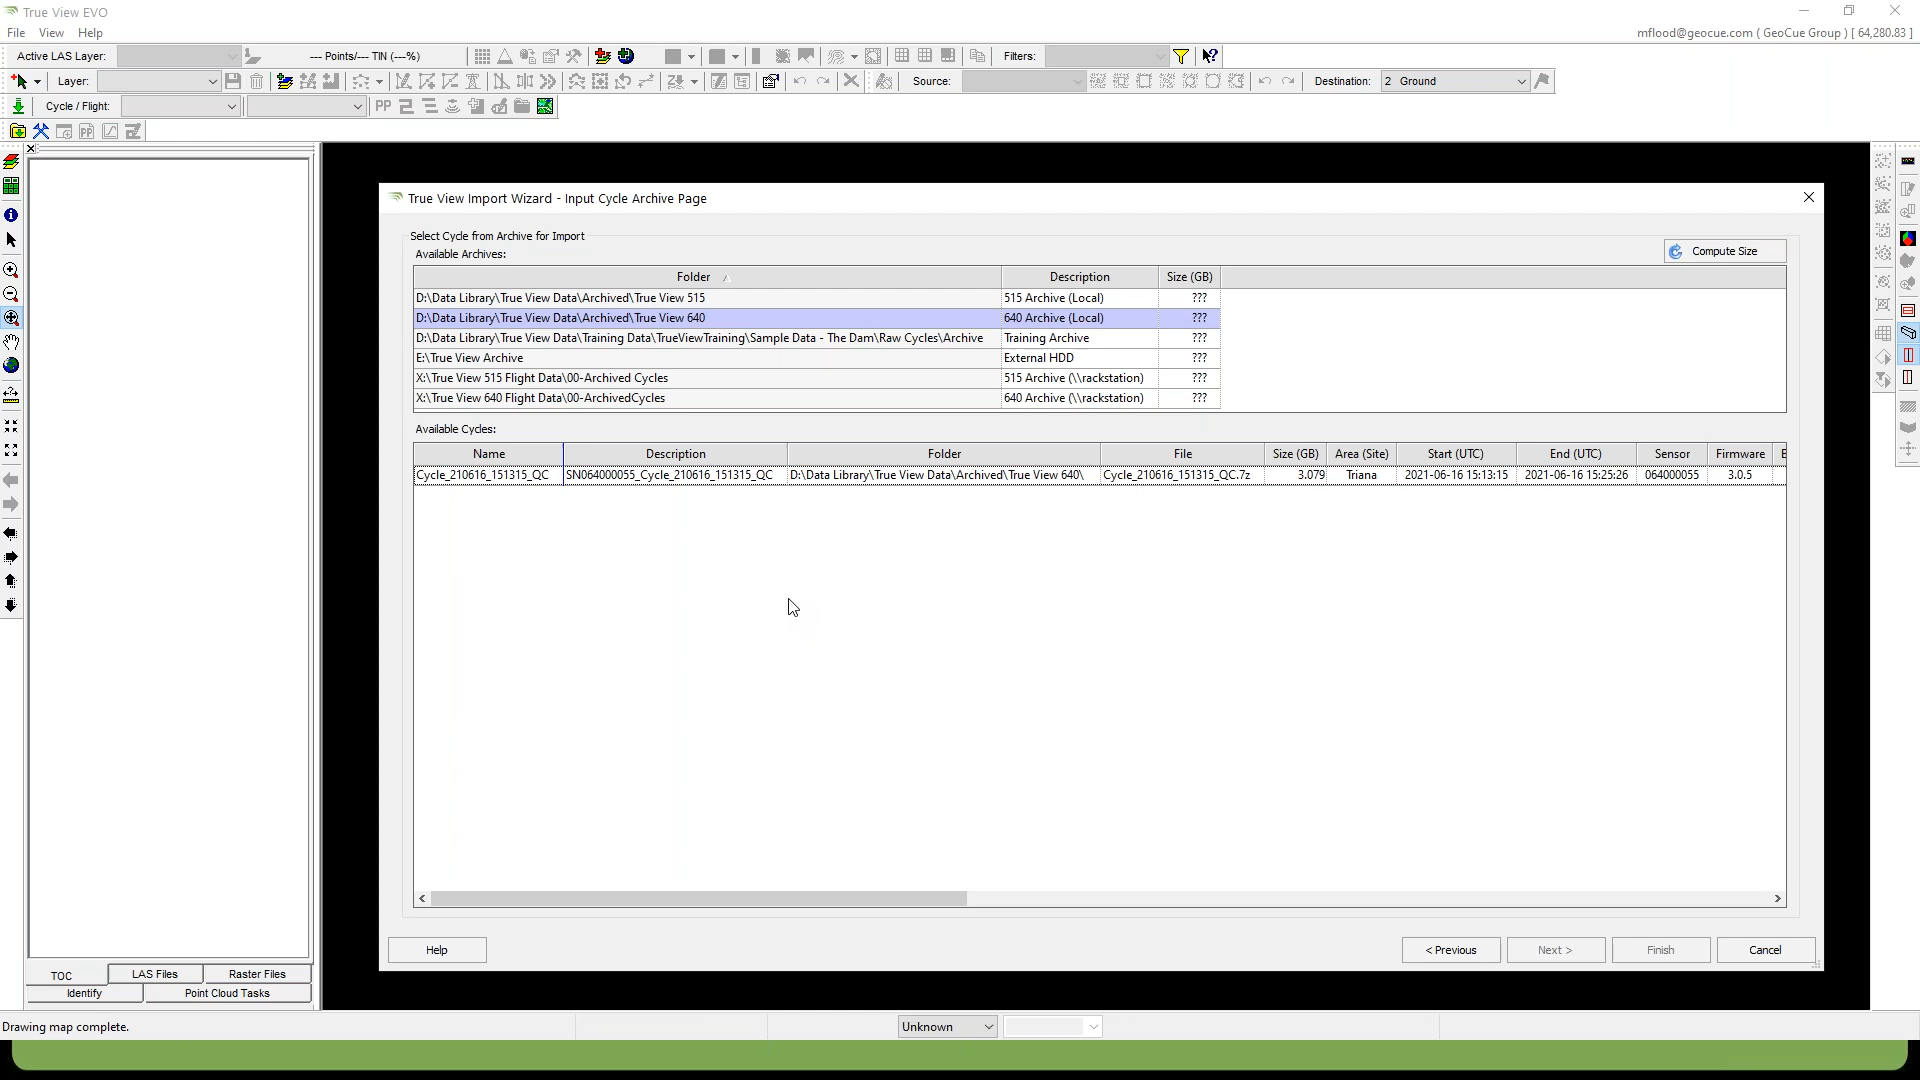 True View EVO
File View Help
mflood@geocue.com ( GeoCue Group ) [ 64,280.83 ]
Active LAS Layer: --- Points/--- TIN (---%) Filters:
Layer: Source: Destination: 2 Ground
Cycle / Flight: PP
PP
True View Import Wizard - Input Cycle Archive Page
Select Cycle from Archive for Import
Available Archives: Compute Size
Folder Description Size (GB)
D:\Data Library\True View Data\Archived\True View 515 515 Archive (Local) ???
D:\Data Library\True View Data\Archived\True View 640 640 Archive (Local) ???
D:\Data Library\True View Data\Training Data\TrueViewTraining\Sample Data - The Dam\Raw Cycles\Archive Training Archive ???
E:\True View Archive External HDD ???
X:\True View 515 Flight Data\00-Archived Cycles 515 Archive (\\rackstation) ???
X:\True View 640 Flight Data\00-ArchivedCycles 640 Archive (\\rackstation) ???
Available Cycles:
Name Description Folder File Size (GB) Area (Site) Start (UTC) End (UTC) Sensor Firmware
Cycle_210616_151315_QC SN064000055_Cycle_210616_151315_QC D:\Data Library\True View Data\Archived\True View 640\ Cycle_210616_151315_QC.7z 3.079 Triana 2021-06-16 15:13:15 2021-06-16 15:25:26 064000055 3.0.5
Help < Previous Next > Finish Cancel
TOC LAS Files Raster Files
Identify Point Cloud Tasks
Drawing map complete. Unknown